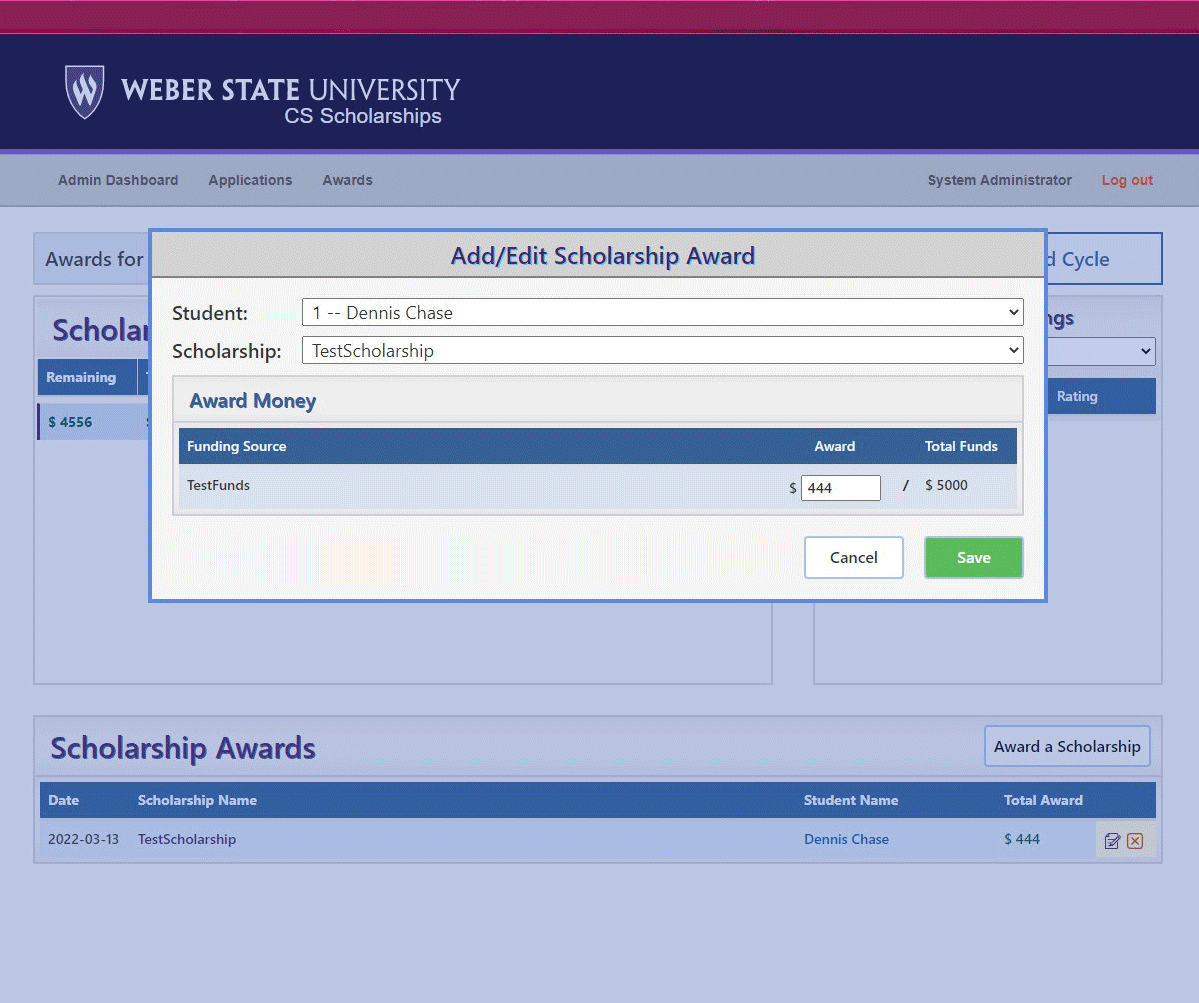 WEBER STATE UNIVERSITY
CS Scholarships
Admin Dashboard Applications Awards System Administrator Log out
Awards for
Cycle
Add/Edit Scholarship Award
Student: 1 -- Dennis Chase
Scholarship: TestScholarship
Remaining
Rating
$ 4556
Award Money
Funding Source Award Total Funds
TestFunds $ 444 / $ 5000
Cancel Save
Scholarship Awards Award a Scholarship
Date Scholarship Name Student Name Total Award
2022-03-13 TestScholarship Dennis Chase $ 444